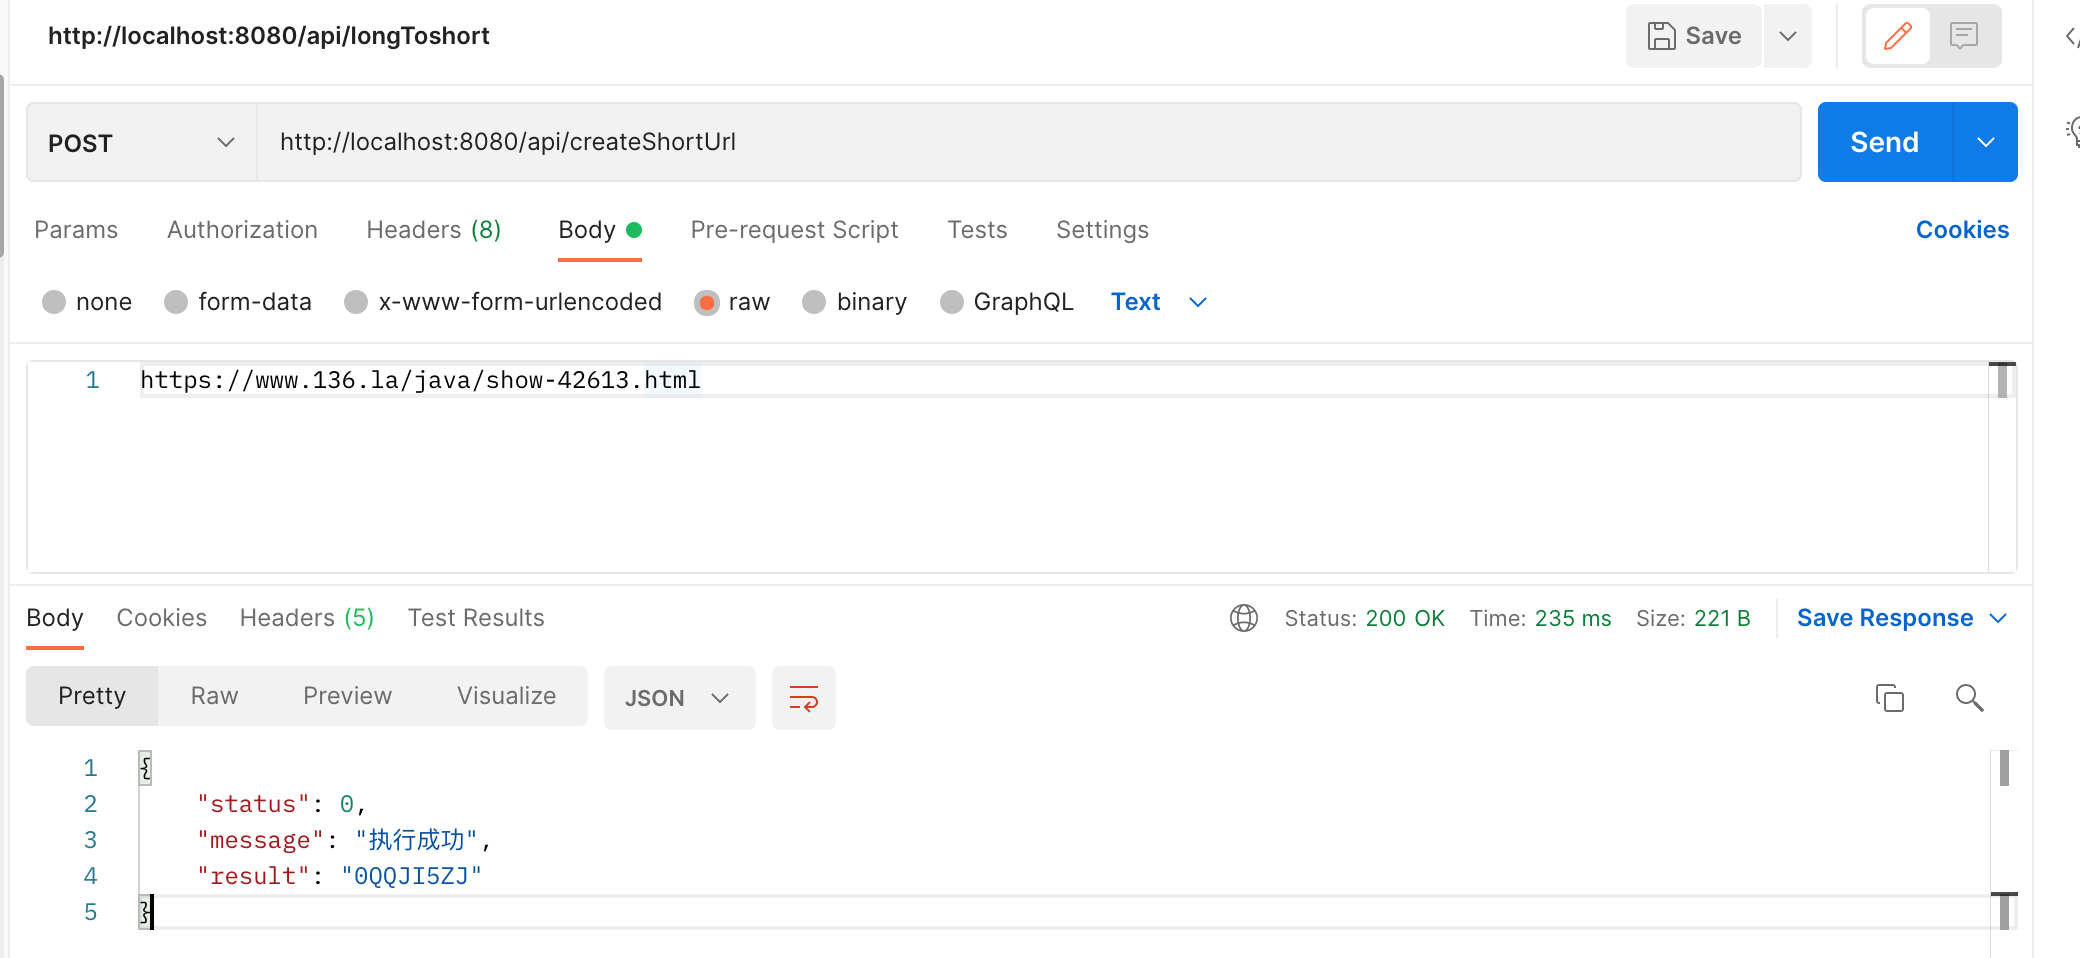 http://localhost:8080/api/longToshort
Save
POST
http://localhost:8080/api/createShortUrl
Send
Params Authorization Headers (8) Body Pre-request Script Tests Settings Cookies
none form-data x-www-form-urlencoded raw binary GraphQL Text
1 https://www.136.la/java/show-42613.html
Body Cookies Headers (5) Test Results Status: 200 OK Time: 235 ms Size: 221 B Save Response
Pretty Raw Preview Visualize JSON
1 {
2 "status": 0,
3 "message": "执行成功",
4 "result": "0QQJI5ZJ"
5 }